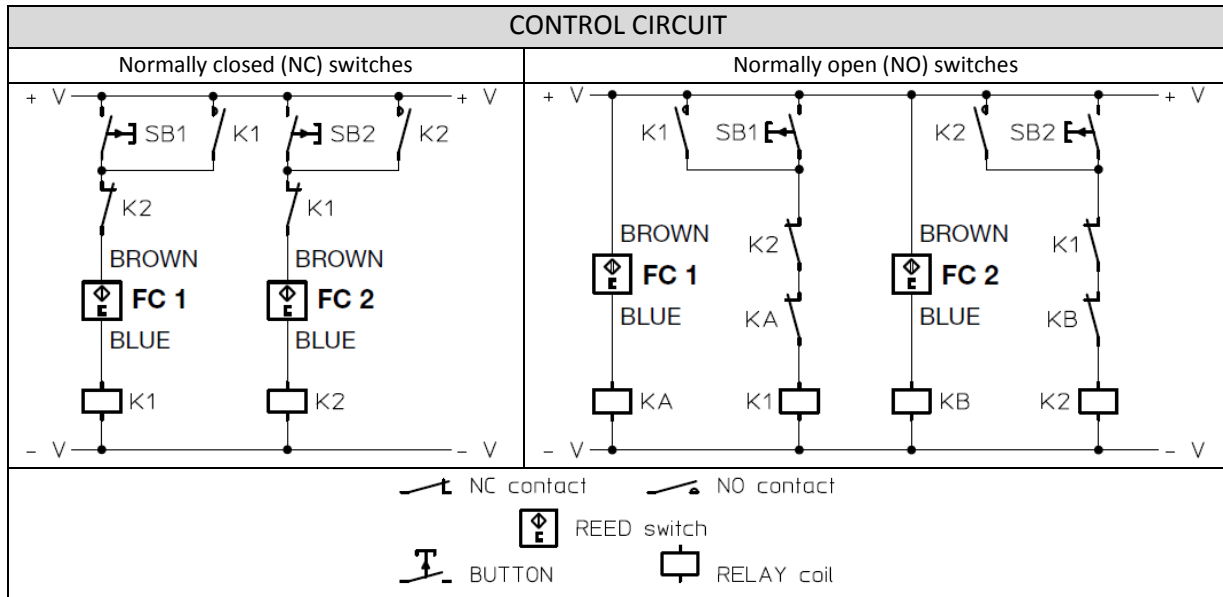 CONTROL CIRCUIT
Normally closed (NC) switches
Normally open (NO) switches
+ V + V
SB1 K1 SB2 K2
K2 K1
BROWN BROWN
FC 1 FC 2
BLUE BLUE
K1 K2
- V - V
+ V + V
K1 SB1 K2 SB2
BROWN K2 BROWN K1
FC 1 FC 2
BLUE KA BLUE KB
KA K1 KB K2
- V - V
NC contact NO contact
REED switch
BUTTON RELAY coil